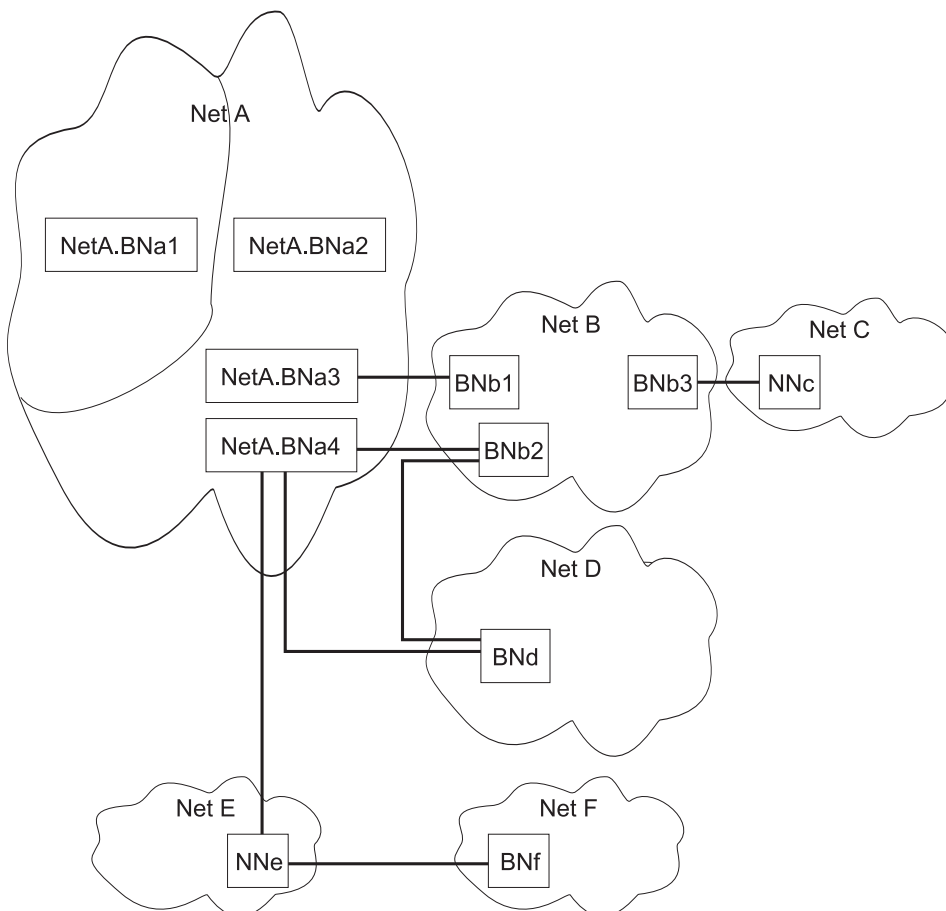 Net A
NetA.BNa1
NetA.BNa2
Net B
Net C
NetA.BNa3
BNb1
BNb3
NNc
NetA.BNa4
BNb2
Net D
BNd
Net E
Net F
NNe
BNf